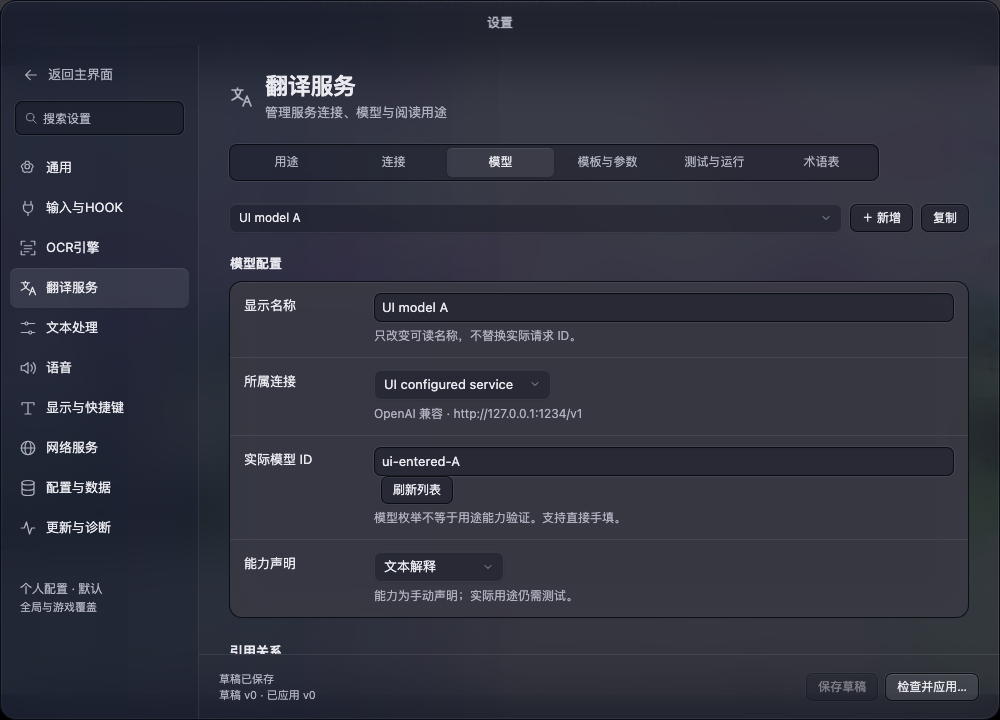 设置
返回主界面
搜索设置
通用
输入与HOOK
OCR引擎
翻译服务
文本处理
语音
显示与快捷键
网络服务
配置与数据
更新与诊断
个人配置 · 默认
全局与游戏覆盖
翻译服务
管理服务连接、模型与阅读用途
用途 连接 模型 模板与参数 测试与运行 术语表
UI model A + 新增 复制
模型配置
显示名称 UI model A
只改变可读名称，不替换实际请求 ID。
所属连接 UI configured service
OpenAI 兼容 · http://127.0.0.1:1234/v1
实际模型 ID ui-entered-A
刷新列表
模型枚举不等于用途能力验证。支持直接手填。
能力声明 文本解释
能力为手动声明；实际用途仍需测试。
引用关系
草稿已保存
草稿 v0 · 已应用 v0
保存草稿 检查并应用...